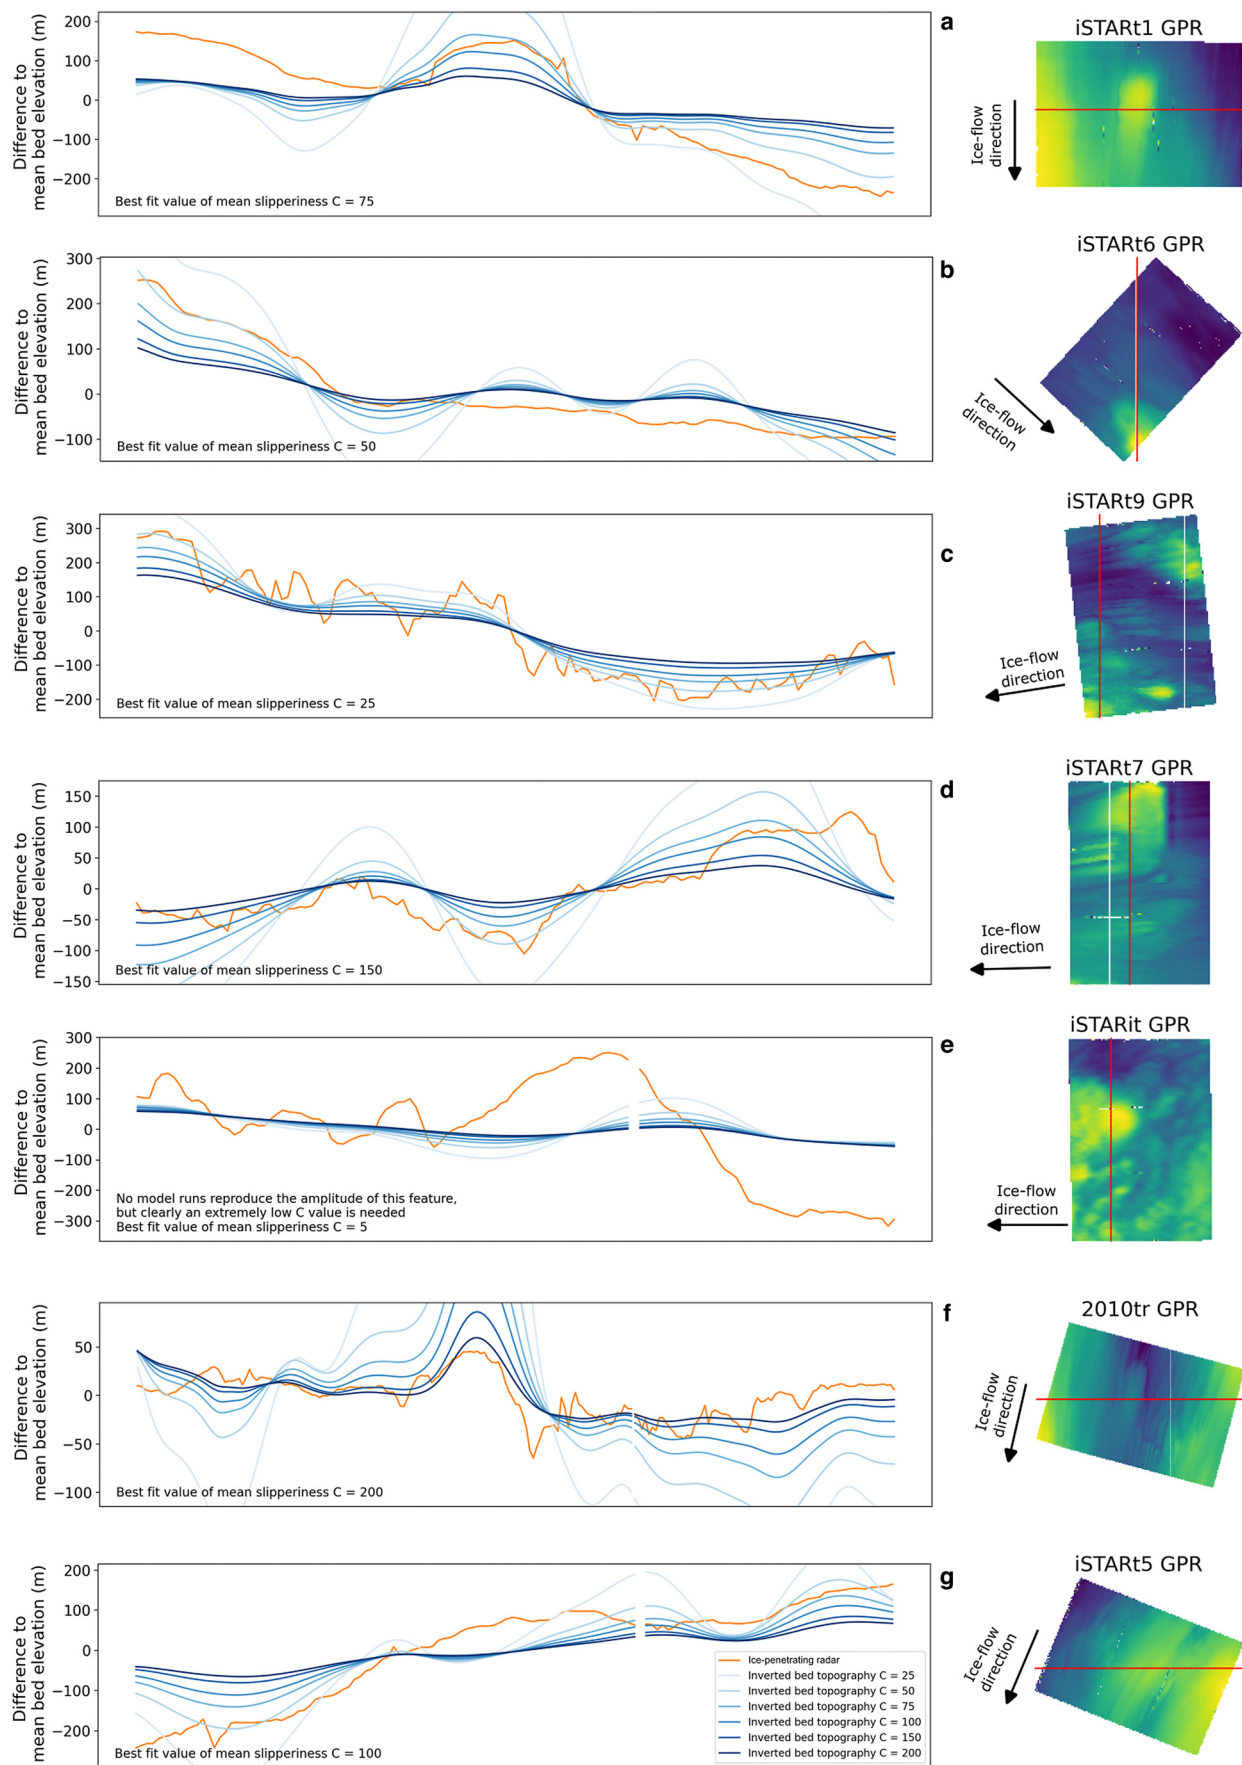 a
iSTARt1 GPR
Difference to
mean bed elevation (m)
200
100
0
−100
−200
Best fit value of mean slipperiness C = 75
Ice-flow
direction
b
iSTARt6 GPR
Difference to
mean bed elevation (m)
300
200
100
0
−100
Best fit value of mean slipperiness C = 50
Ice-flow
direction
c
iSTARt9 GPR
Difference to
mean bed elevation (m)
300
200
100
0
−100
−200
Best fit value of mean slipperiness C = 25
Ice-flow
direction
d
iSTARt7 GPR
Difference to
mean bed elevation (m)
150
100
50
0
−50
−100
−150
Best fit value of mean slipperiness C = 150
Ice-flow
direction
e
iSTARit GPR
Difference to
mean bed elevation (m)
300
200
100
0
−100
−200
−300
No model runs reproduce the amplitude of this feature,
but clearly an extremely low C value is needed
Best fit value of mean slipperiness C = 5
Ice-flow
direction
f
2010tr GPR
Difference to
mean bed elevation (m)
50
0
−50
−100
Best fit value of mean slipperiness C = 200
Ice-flow
direction
g
iSTARt5 GPR
Difference to
mean bed elevation (m)
200
100
0
−100
−200
Best fit value of mean slipperiness C = 100
Ice-penetrating radar
Inverted bed topography C = 25
Inverted bed topography C = 50
Inverted bed topography C = 75
Inverted bed topography C = 100
Inverted bed topography C = 150
Inverted bed topography C = 200
Ice-flow
direction